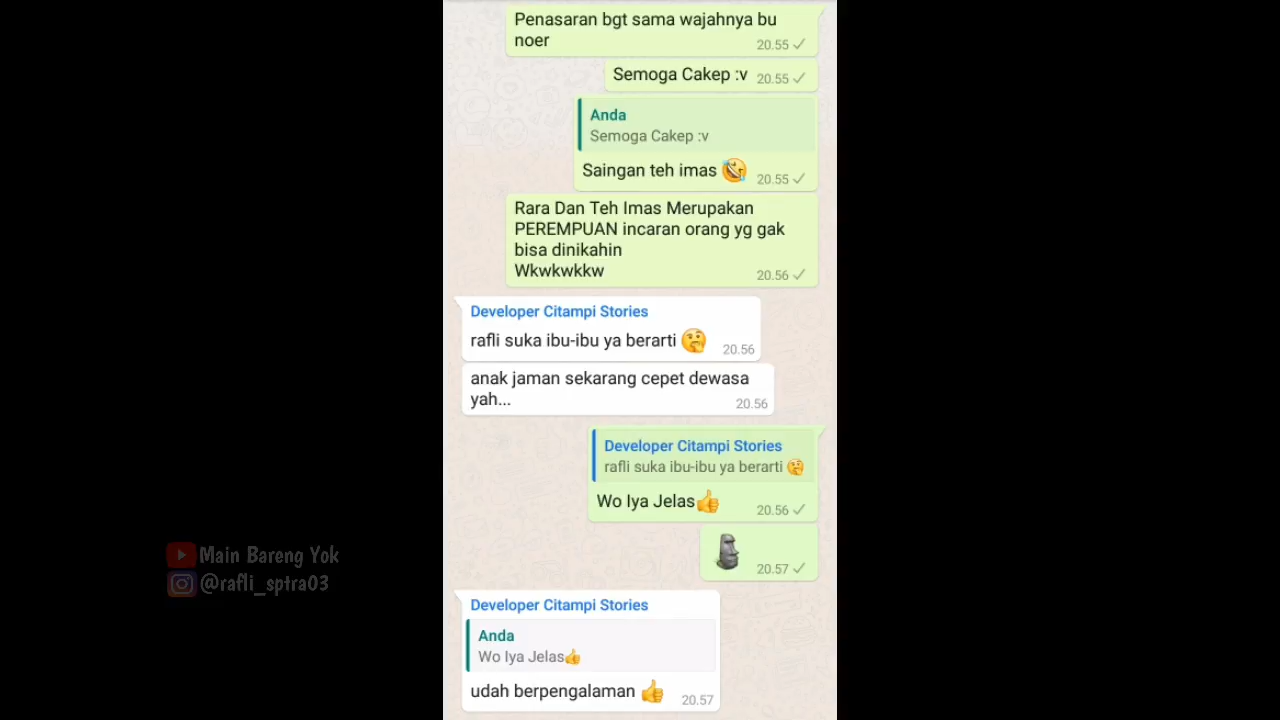 Penasaran bgt sama wajahnya bu
noer
20.55
Semoga Cakep :v
20.55
Anda
Semoga Cakep :v
Saingan teh imas 🤣
20.55
Rara Dan Teh Imas Merupakan
PEREMPUAN incaran orang yg gak
bisa dinikahin
Wkwkwkkw
20.56
Developer Citampi Stories
rafli suka ibu-ibu ya berarti 🤔
20.56
anak jaman sekarang cepet dewasa
yah...
20.56
Developer Citampi Stories
rafli suka ibu-ibu ya berarti 🤔
Wo Iya Jelas👍
20.56
🗿
20.57
Main Bareng Yok
@rafli_sptra03
Developer Citampi Stories
Anda
Wo Iya Jelas👍
udah berpengalaman 👍
20.57